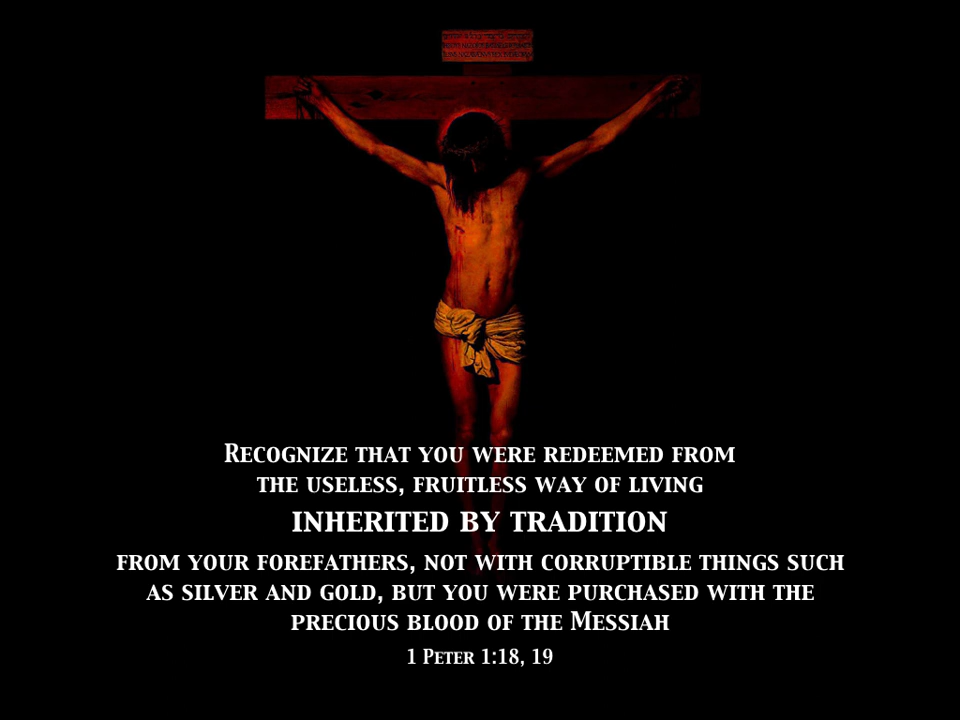 Recognize that you were redeemed from
the useless, fruitless way of living
INHERITED BY TRADITION
from your forefathers, not with corruptible things such
as silver and gold, but you were purchased with the
precious blood of the Messiah
1 Peter 1:18, 19